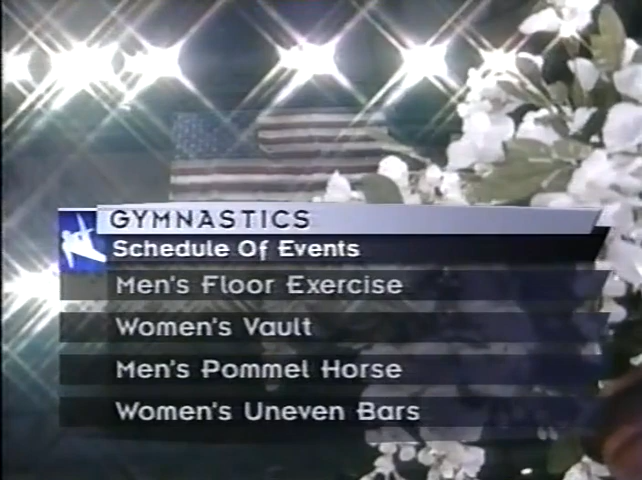 GYMNASTICS
Schedule Of Events
Men's Floor Exercise
Women's Vault
Men's Pommel Horse
Women's Uneven Bars